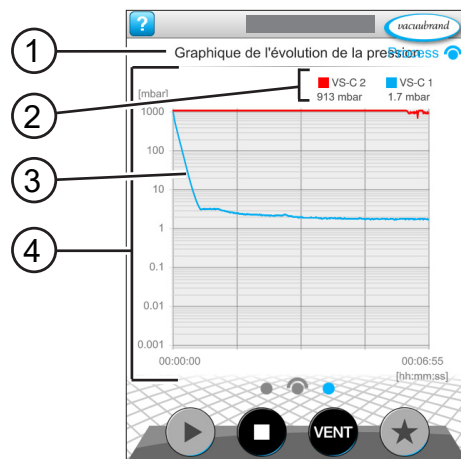 ?
vacuubrand
1 Graphique de l'évolution de la pression Process
2
VS-C 2 VS-C 1
913 mbar 1.7 mbar
[mbar]
1000
3
100
10
4
1
0.1
0.01
0.001
00:00:00 00:06:55
[hh:mm:ss]
VENT